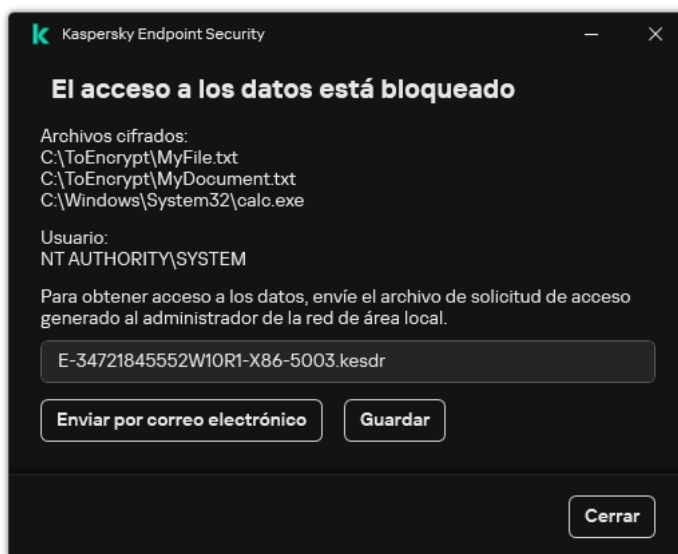 Kaspersky Endpoint Security
El acceso a los datos está bloqueado
Archivos cifrados:
C:\ToEncrypt\MyFile.txt
C:\ToEncrypt\MyDocument.txt
C:\Windows\System32\calc.exe
Usuario:
NT AUTHORITY\SYSTEM
Para obtener acceso a los datos, envíe el archivo de solicitud de acceso
generado al administrador de la red de área local.
E-34721845552W10R1-X86-5003.kesdr
Enviar por correo electrónico Guardar
Cerrar